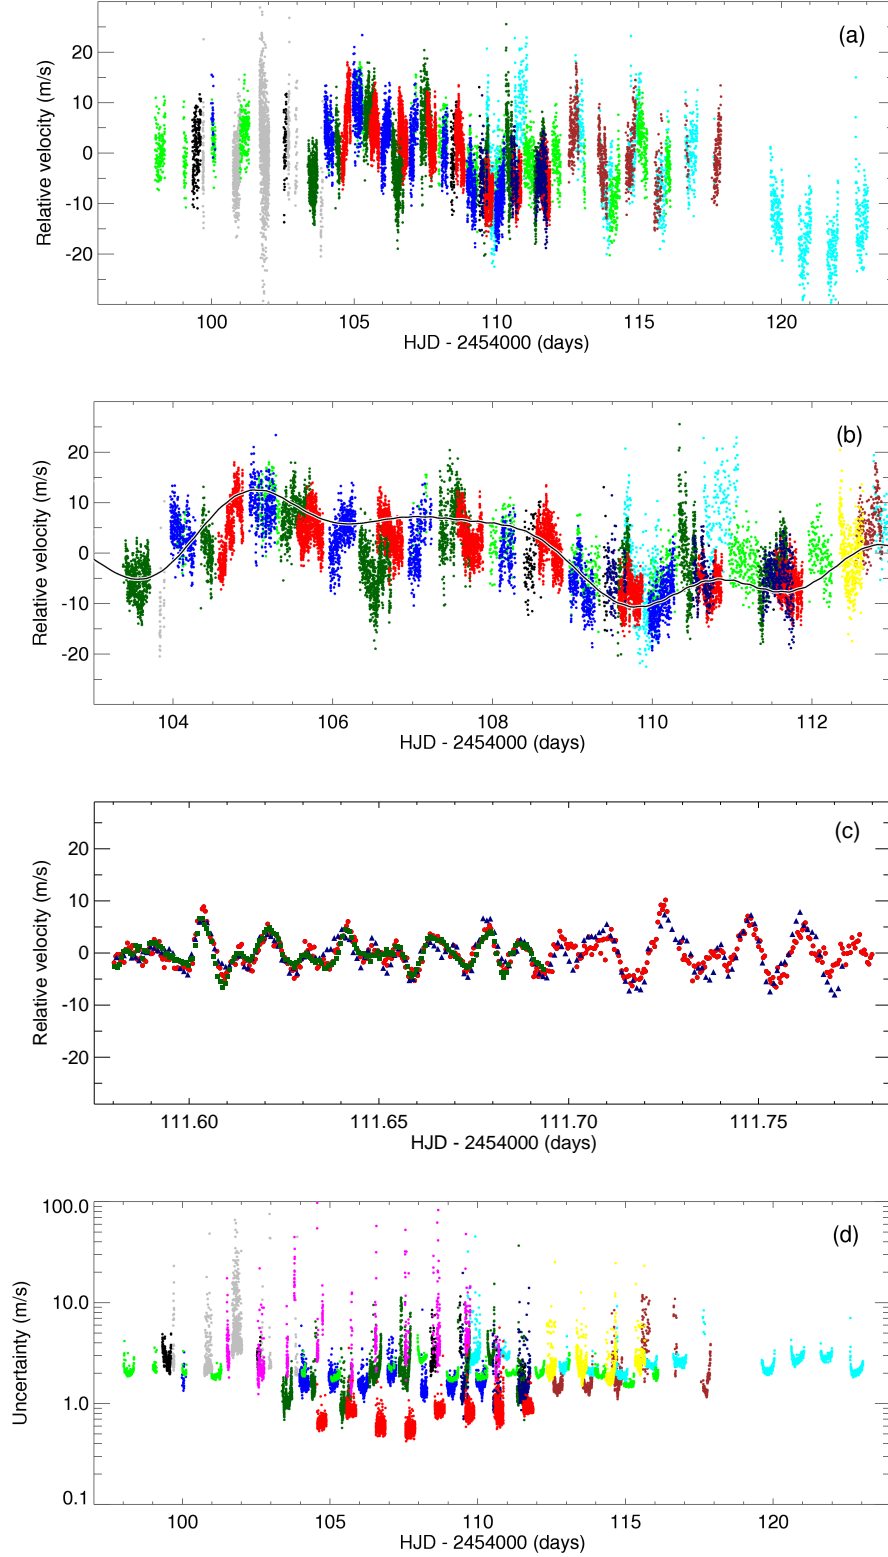 (a)
20
10
0
-10
-20
Relative velocity (m/s)
100 105 110 115 120
HJD - 2454000 (days)
(b)
20
10
0
-10
-20
Relative velocity (m/s)
104 106 108 110 112
HJD - 2454000 (days)
(c)
20
10
0
-10
-20
Relative velocity (m/s)
111.60 111.65 111.70 111.75
HJD - 2454000 (days)
(d)
100.0
10.0
1.0
0.1
Uncertainty (m/s)
100 105 110 115 120
HJD - 2454000 (days)